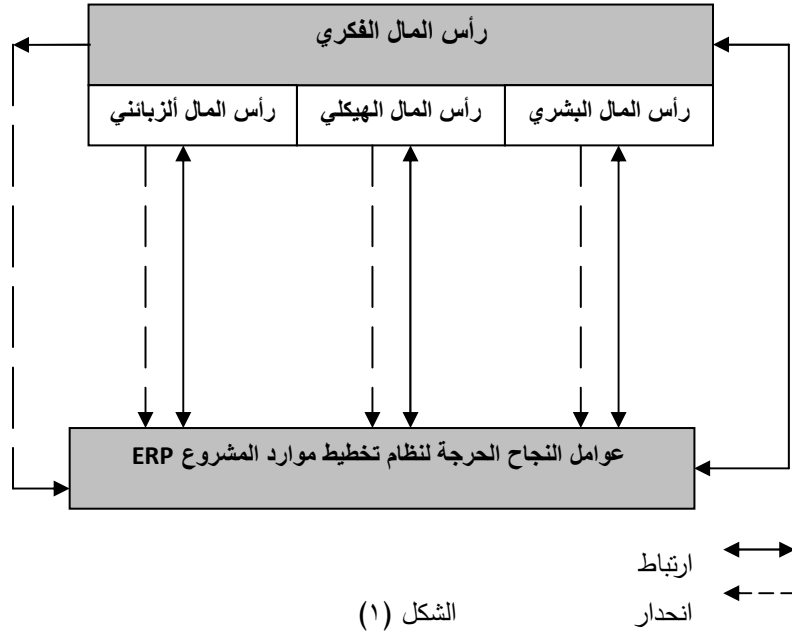 رأس المال الفكري
رأس المال البشري
رأس المال الهيكلي
رأس المال ألزبائني
عوامل النجاح الحرجة لنظام تخطيط موارد المشروع ERP
ارتباط
انحدار
الشكل (١)